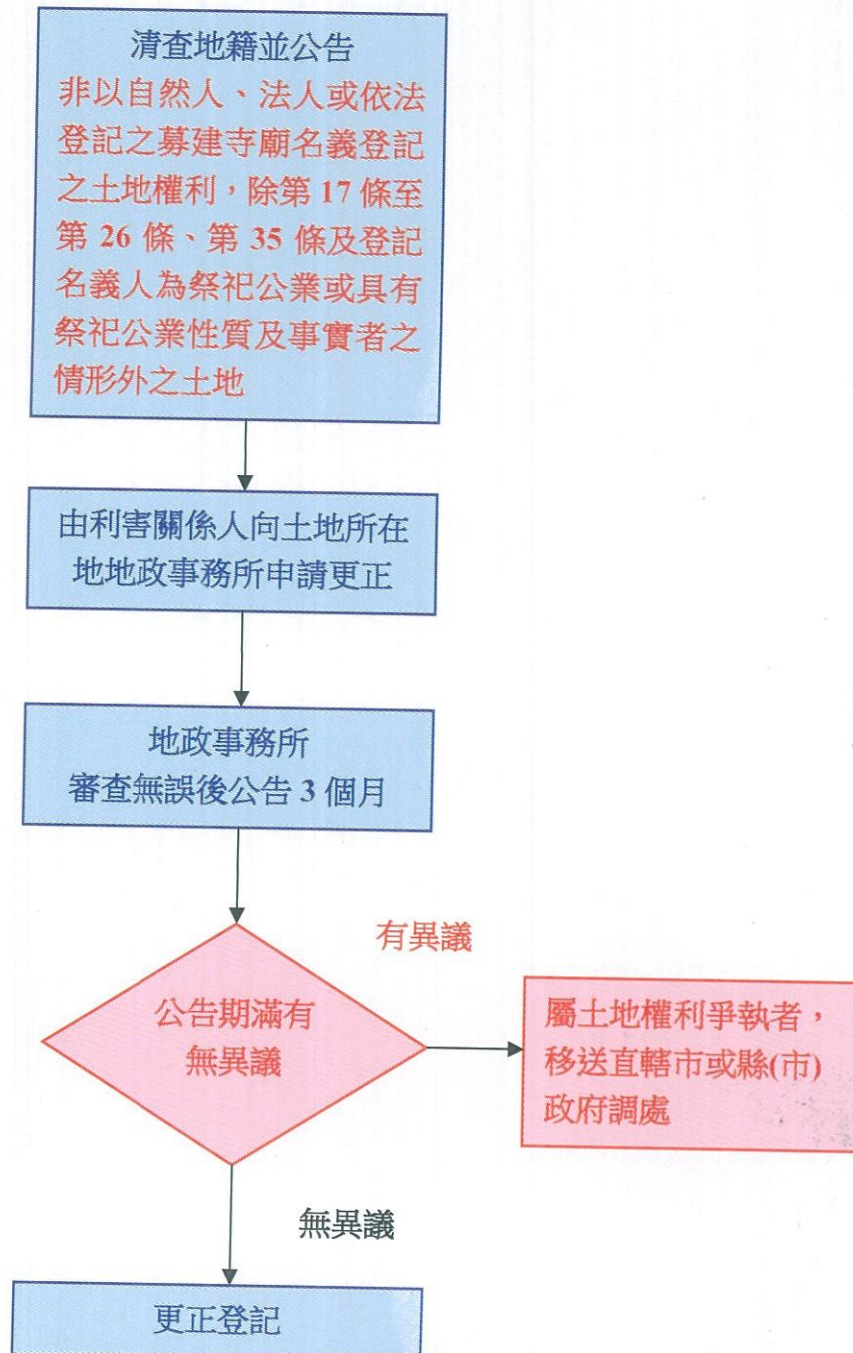 清查地籍並公告
非以自然人、法人或依法
登記之募建寺廟名義登記
之土地權利，除第 17 條至
第 26 條、第 35 條及登記
名義人為祭祀公業或具有
祭祀公業性質及事實者之
情形外之土地
由利害關係人向土地所在
地地政事務所申請更正
地政事務所
審查無誤後公告 3 個月
公告期滿有
無異議
有異議
屬土地權利爭執者，
移送直轄市或縣(市)
政府調處
無異議
更正登記